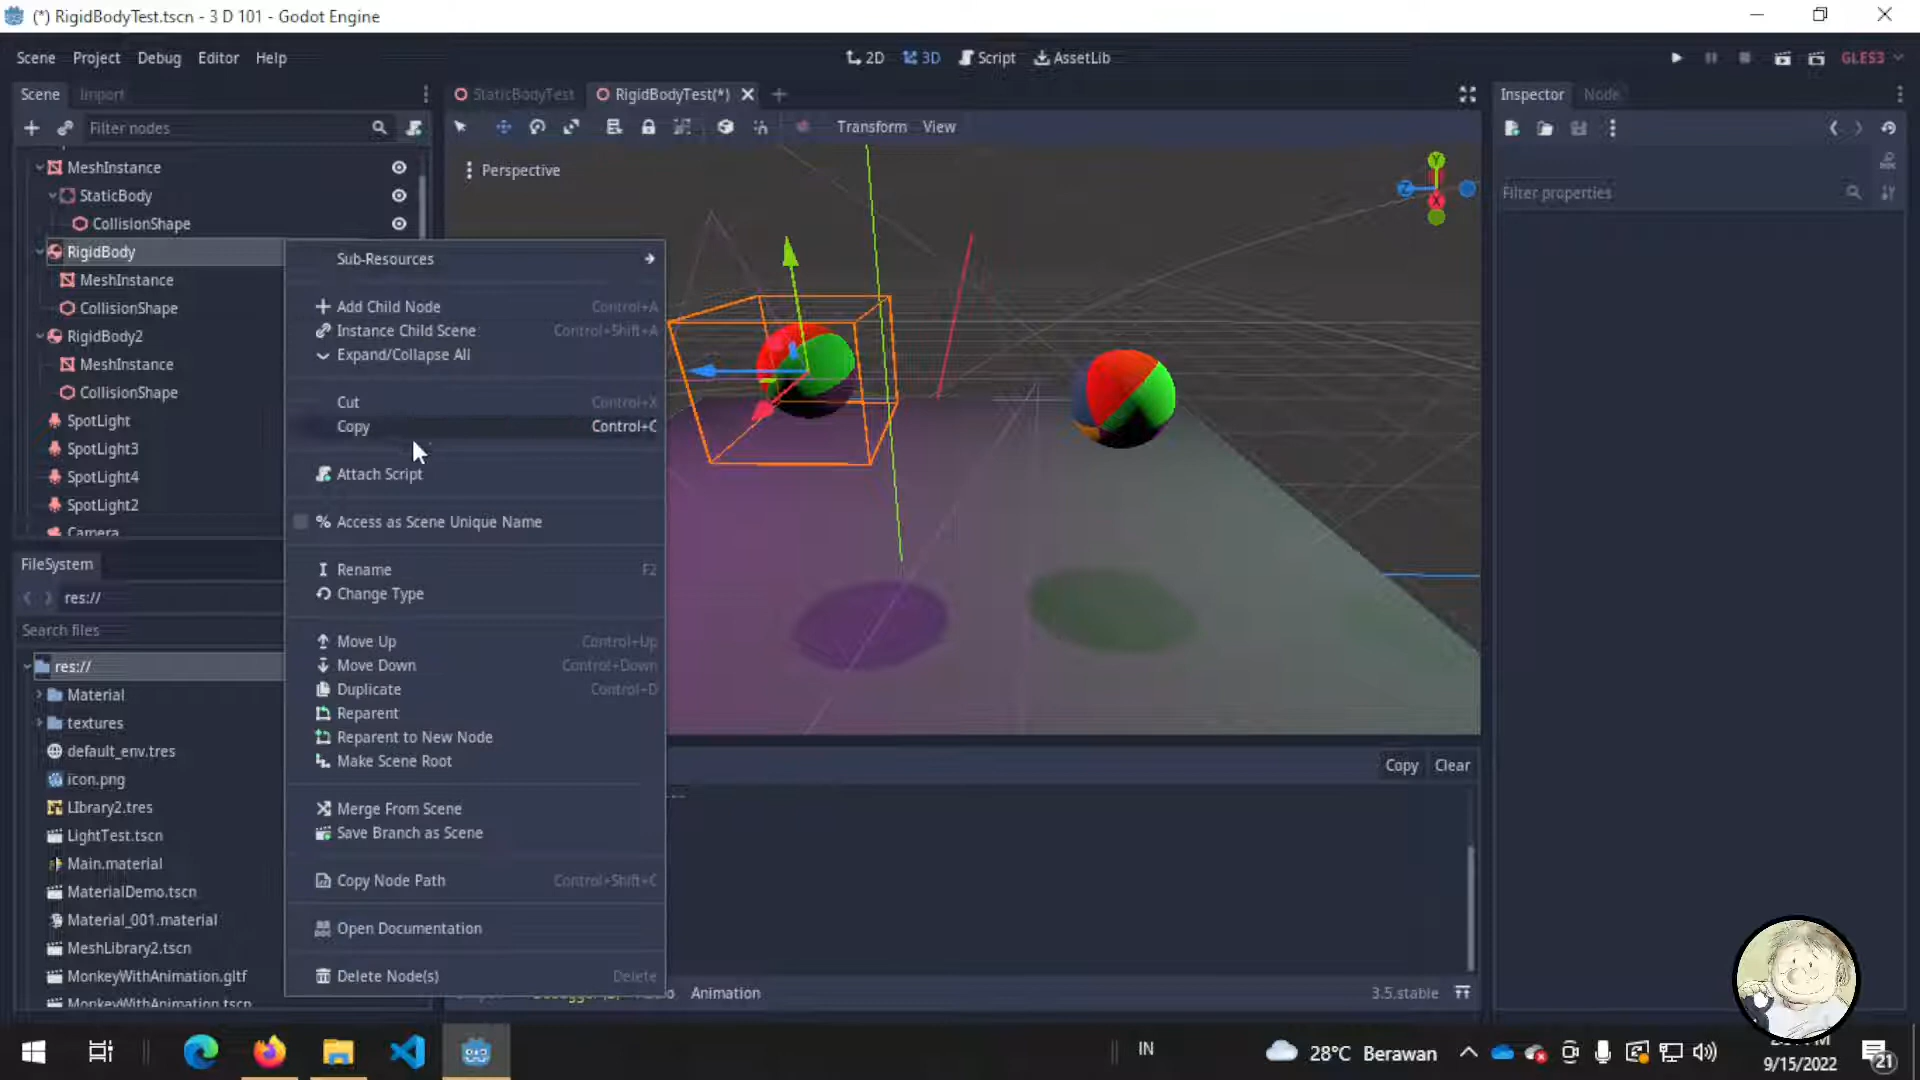 (*) RigidBodyTest.tscn - 3 D 101 - Godot Engine
Scene Project Debug Editor Help
2D 3D Script AssetLib
GLES3
Scene Import
StaticBodyTest RigidBodyTest(*)
Inspector Node
Filter nodes
Transform View
Perspective
Filter properties
Y
Z
X
MeshInstance
StaticBody
CollisionShape
RigidBody
MeshInstance
CollisionShape
RigidBody2
MeshInstance
CollisionShape
SpotLight
SpotLight3
SpotLight4
SpotLight2
Camera
Sub-Resources
Add Child Node Control+A
Instance Child Scene Control+Shift+A
Expand/Collapse All
Cut Control+X
Copy Control+C
Attach Script
% Access as Scene Unique Name
Rename F2
Change Type
Move Up Control+Up
Move Down Control+Down
Duplicate Control+D
Reparent
Reparent to New Node
Make Scene Root
Merge From Scene
Save Branch as Scene
Copy Node Path Control+Shift+C
Open Documentation
Delete Node(s) Delete
FileSystem
res://
Search files
res://
Material
textures
default_env.tres
icon.png
LIbrary2.tres
LightTest.tscn
Main.material
MaterialDemo.tscn
Material_001.material
MeshLibrary2.tscn
MonkeyWithAnimation.gltf
MonkeyWithAnimation.tscn
Copy Clear
Animation
3.5.stable
IN
28°C Berawan
9/15/2022
21